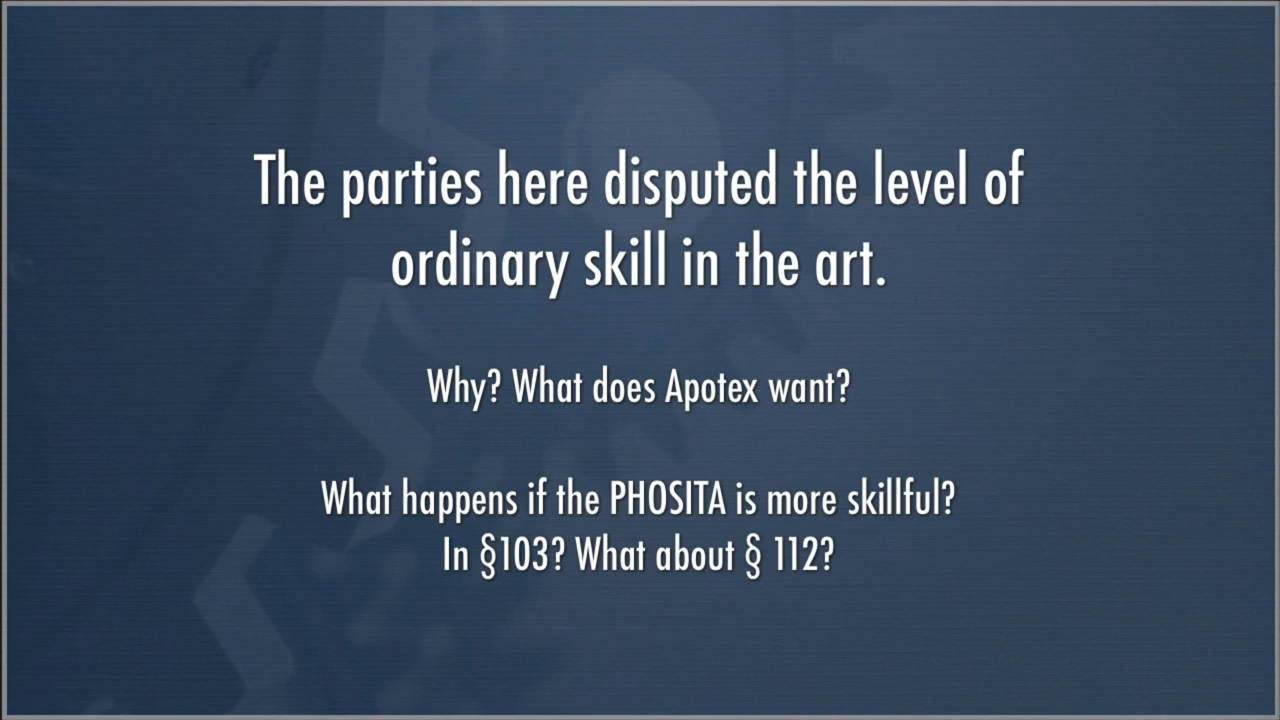 The parties here disputed the level of
ordinary skill in the art.
Why? What does Apotex want?
What happens if the PHOSITA is more skillful?
In §103? What about § 112?